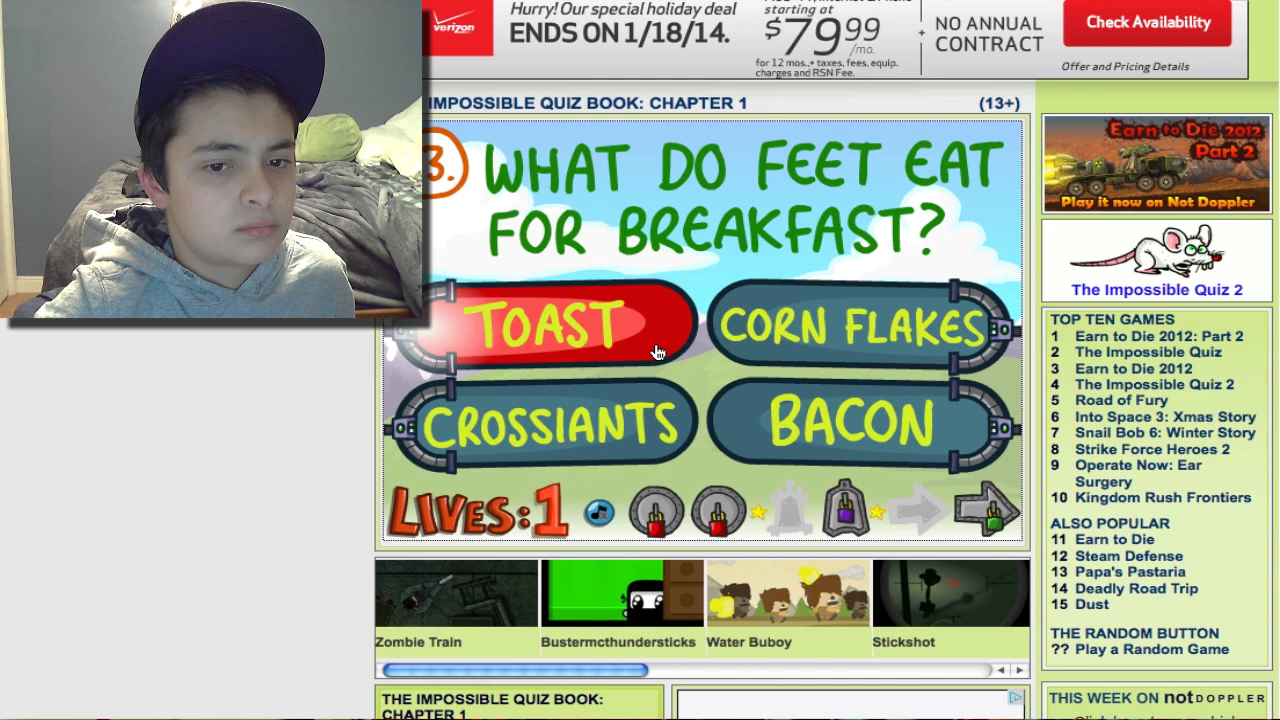 verizon
Hurry! Our special holiday deal
ENDS ON 1/18/14.
starting at
$79.99
/mo.
for 12 mos.,+ taxes, fees, equip.
charges and RSN Fee.
+
NO ANNUAL
CONTRACT
Check Availability
Offer and Pricing Details
IMPOSSIBLE QUIZ BOOK: CHAPTER 1
(13+)
3. WHAT DO FEET EAT
FOR BREAKFAST?
TOAST
CORN FLAKES
CROSSIANTS
BACON
LIVES:1
Zombie Train
Bustermcthundersticks
Water Buboy
Stickshot
THE IMPOSSIBLE QUIZ BOOK:
CHAPTER 1
Earn to Die 2012
Part 2
Play it now on Not Doppler
The Impossible Quiz 2
TOP TEN GAMES
1 Earn to Die 2012: Part 2
2 The Impossible Quiz
3 Earn to Die 2012
4 The Impossible Quiz 2
5 Road of Fury
6 Into Space 3: Xmas Story
7 Snail Bob 6: Winter Story
8 Strike Force Heroes 2
9 Operate Now: Ear
Surgery
10 Kingdom Rush Frontiers
ALSO POPULAR
11 Earn to Die
12 Steam Defense
13 Papa's Pastaria
14 Deadly Road Trip
15 Dust
THE RANDOM BUTTON
?? Play a Random Game
THIS WEEK ON notDOPPLER